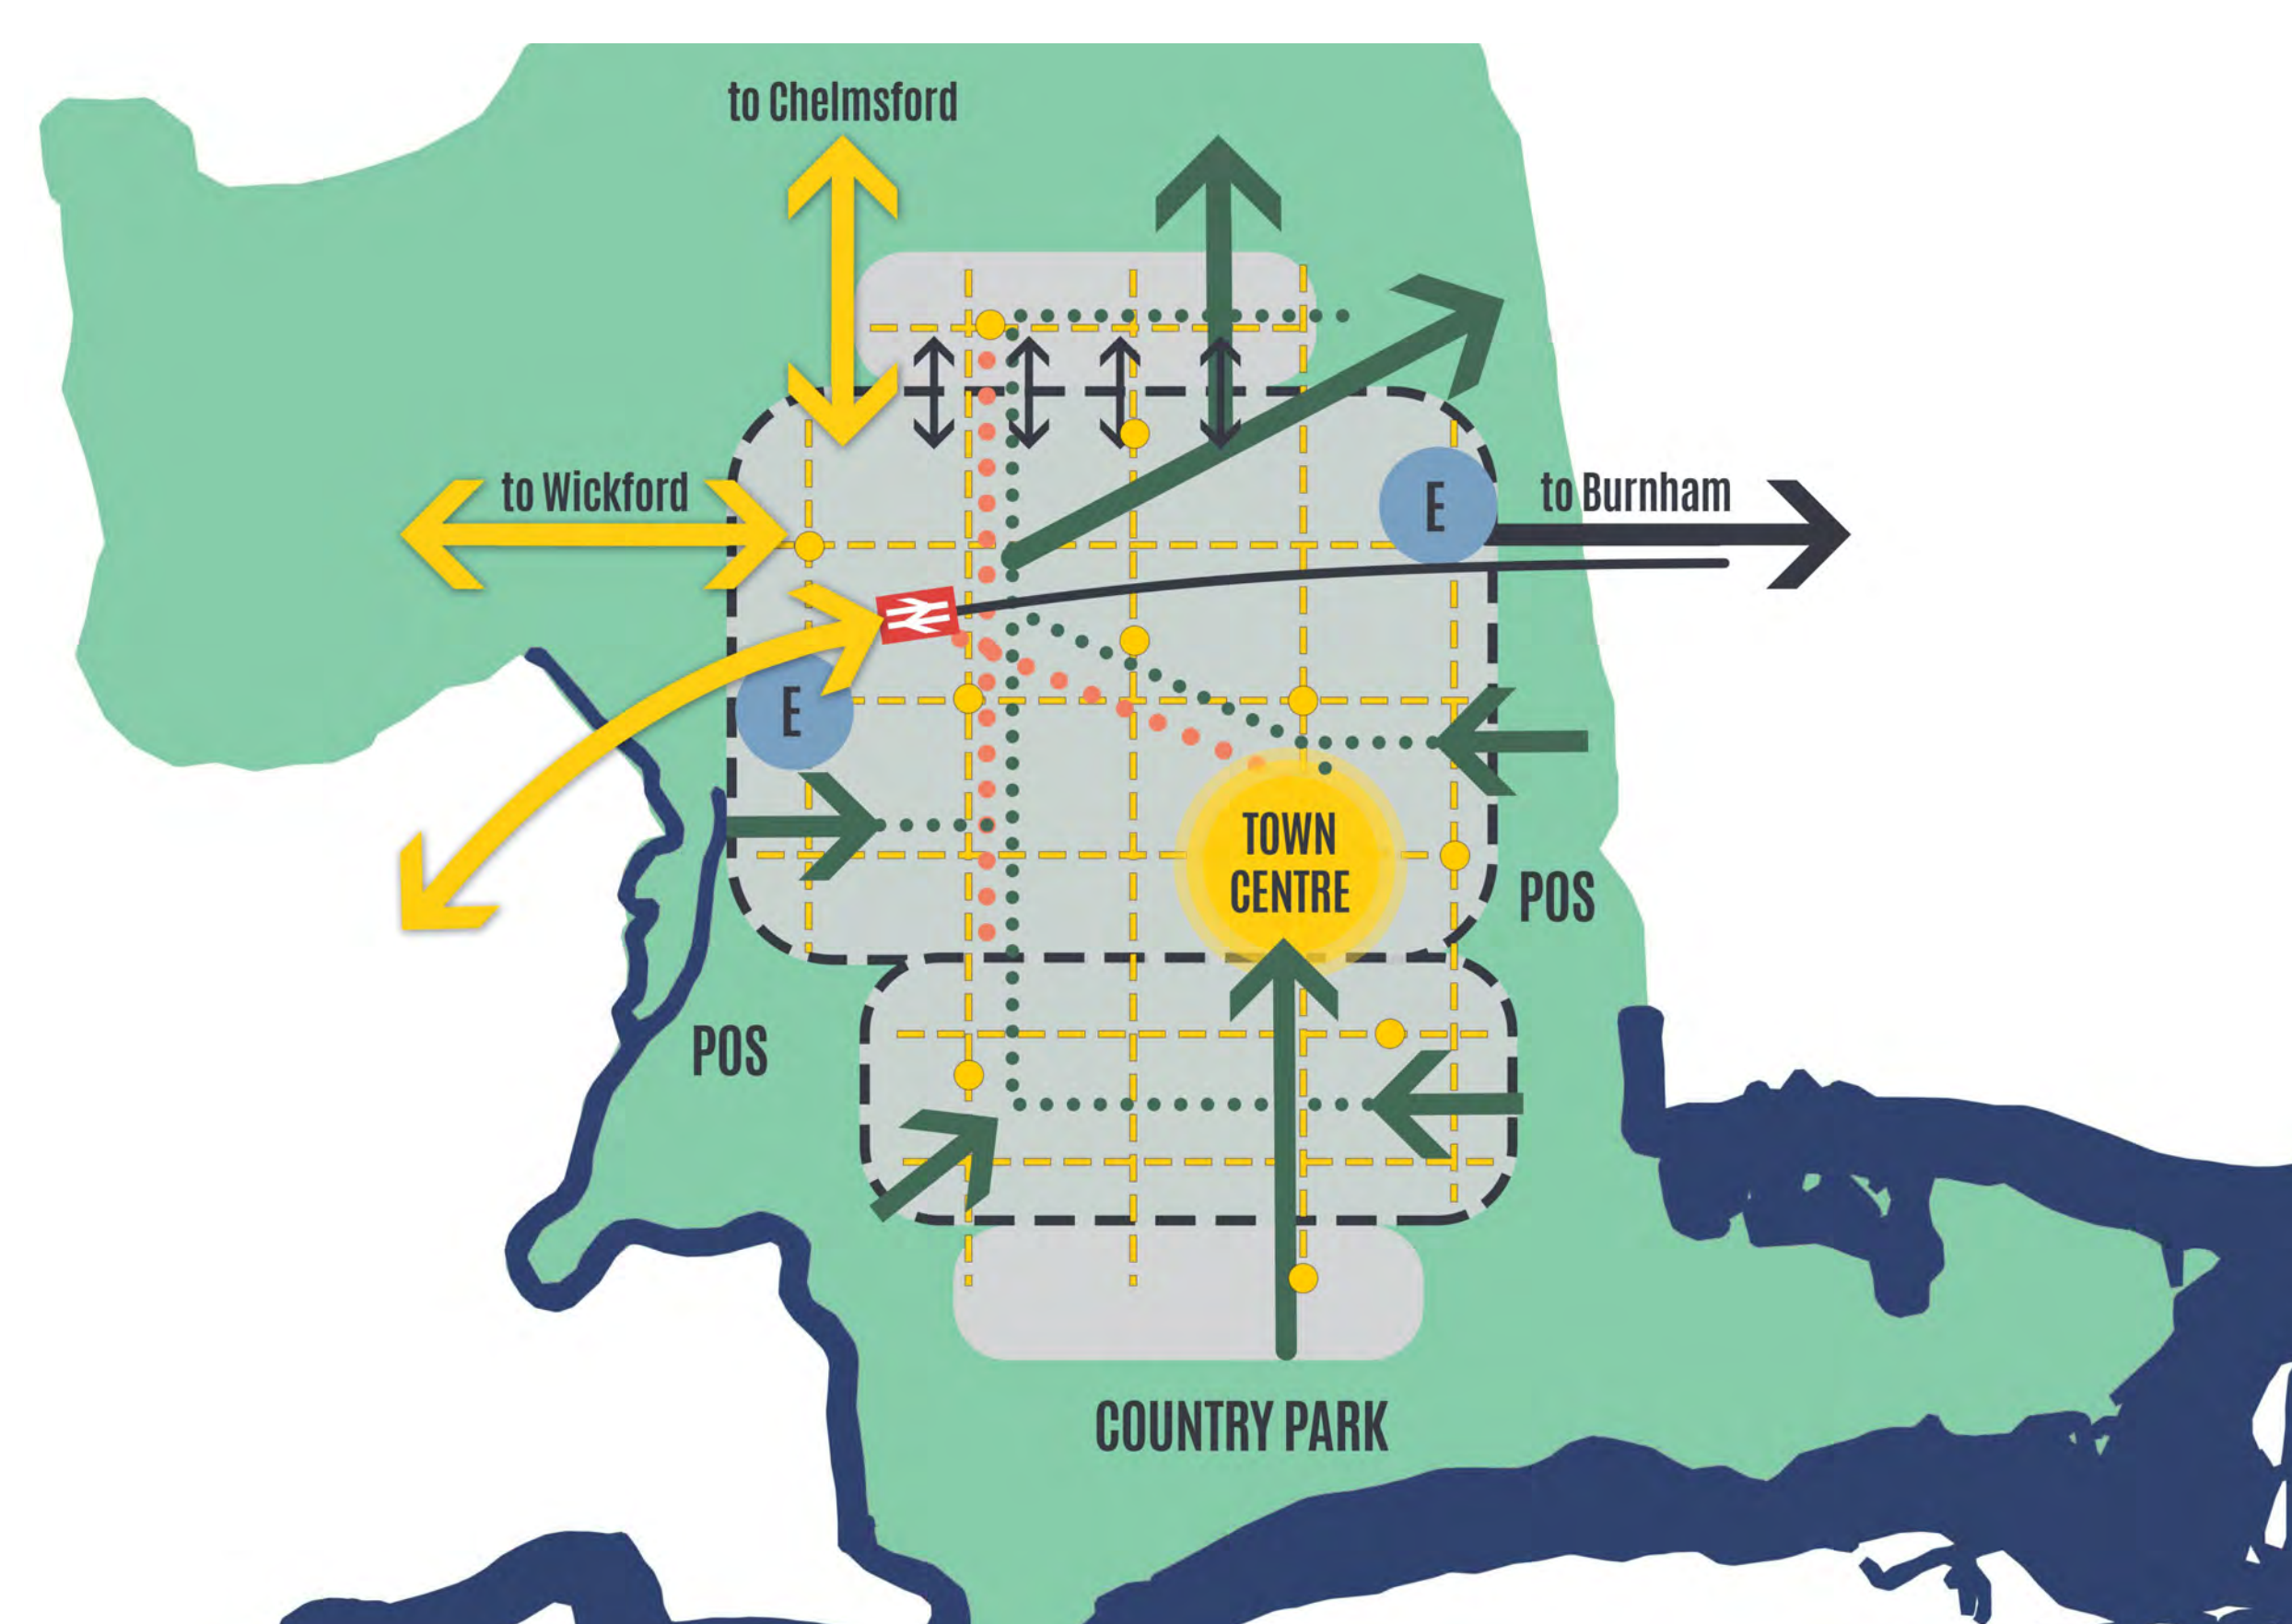 to Chelmsford
to Wickford
E
to Burnham
E
TOWN
CENTRE
POS
POS
COUNTRY PARK